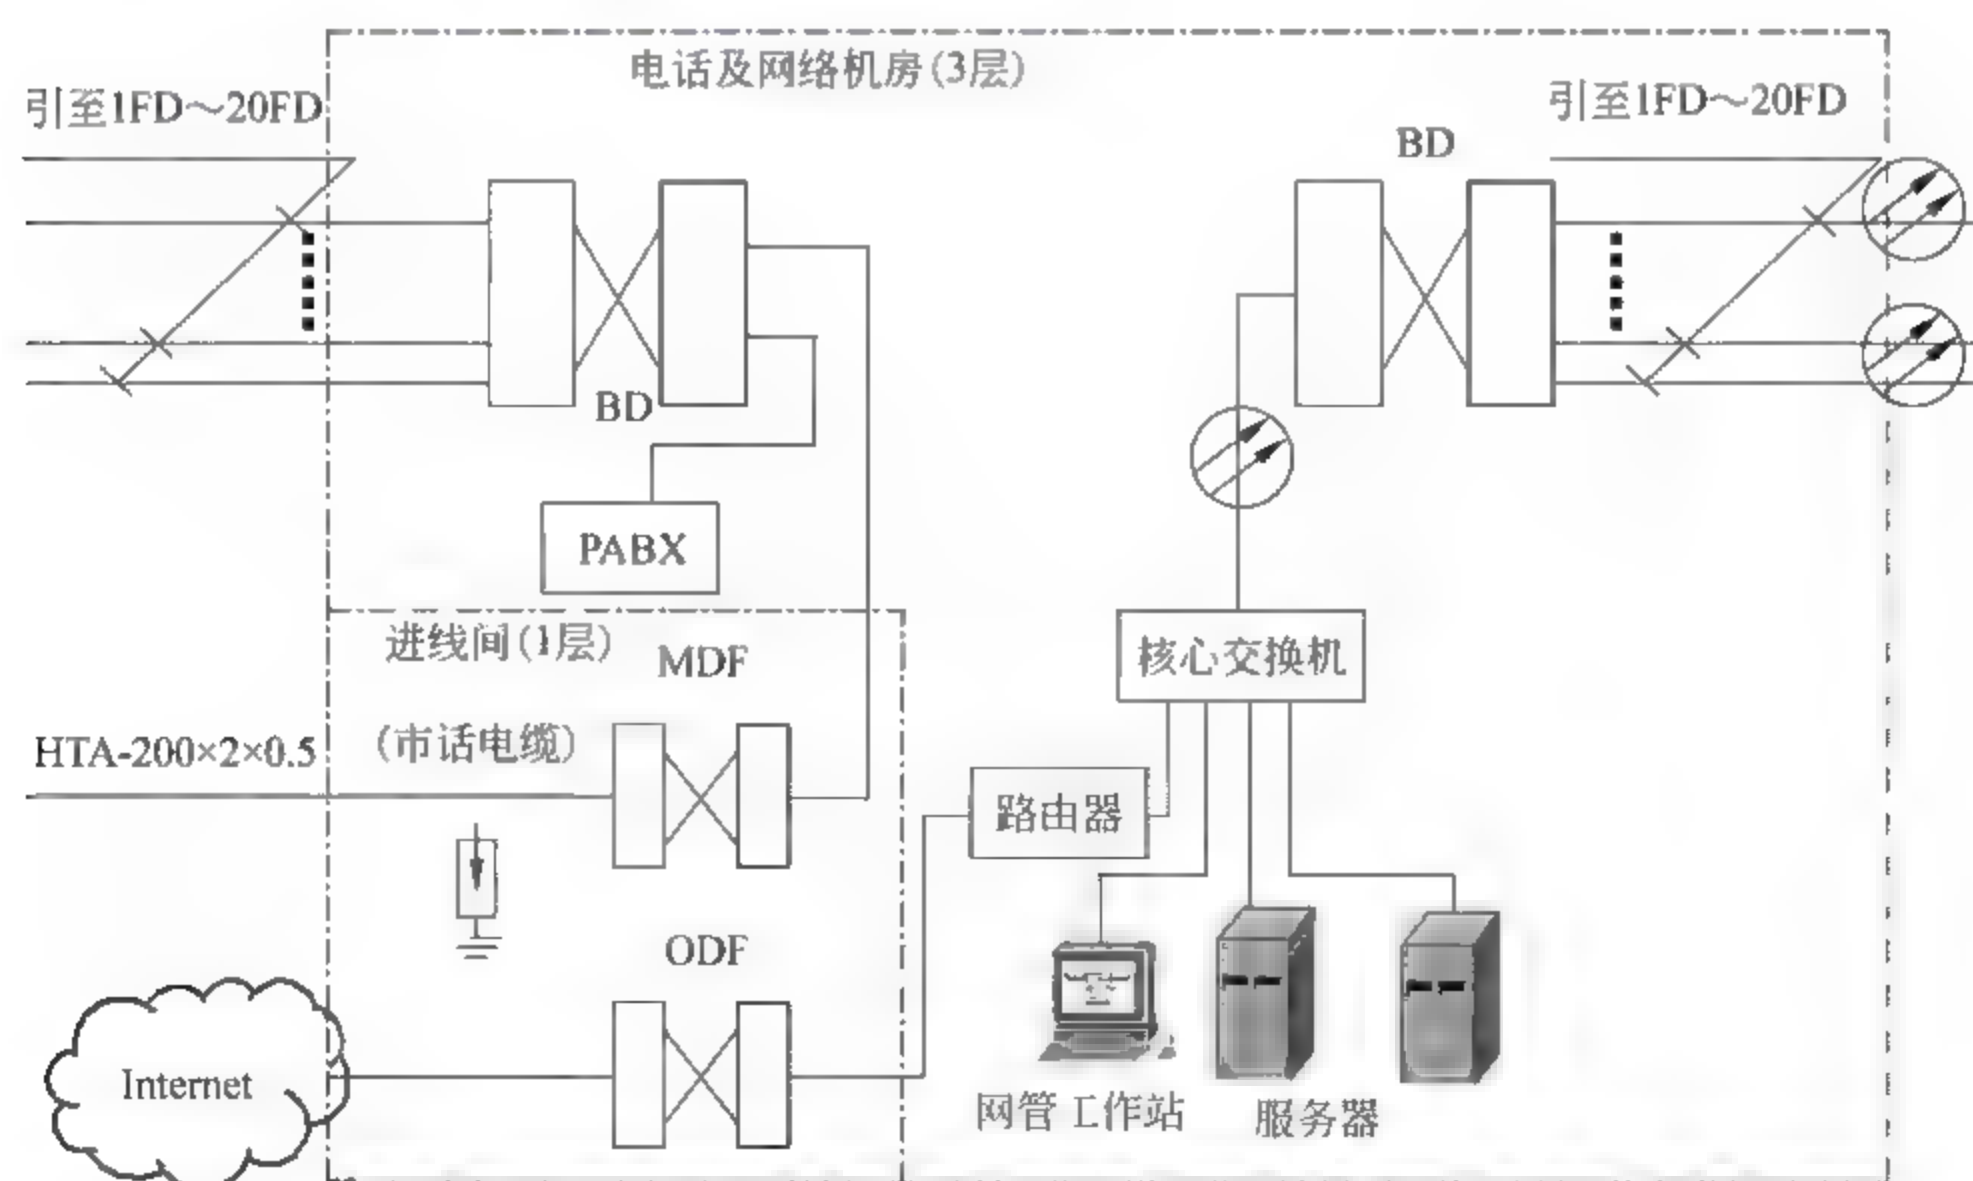 电话及网络机房(3层)
引至1FD～20FD
引至1FD～20FD
BD
BD
PABX
进线间(1层)
MDF
核心交换机
HTA-200×2×0.5
(市话电缆)
路由器
ODF
Internet
网管工作站
服务器